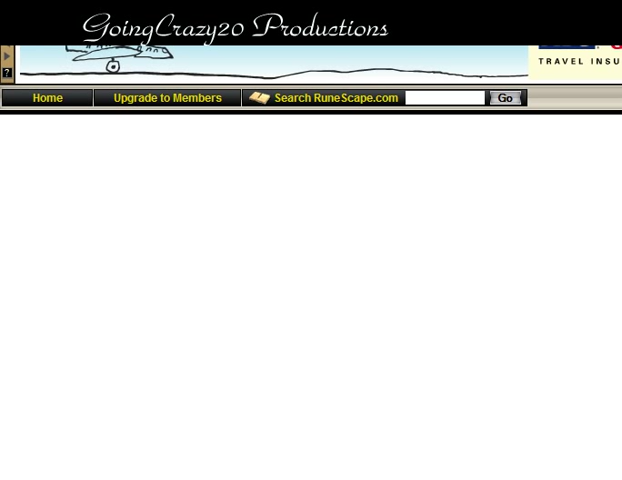 GoingCrazy20 Productions
TRAVEL INSU
?
Home
Upgrade to Members
Search RuneScape.com
Go